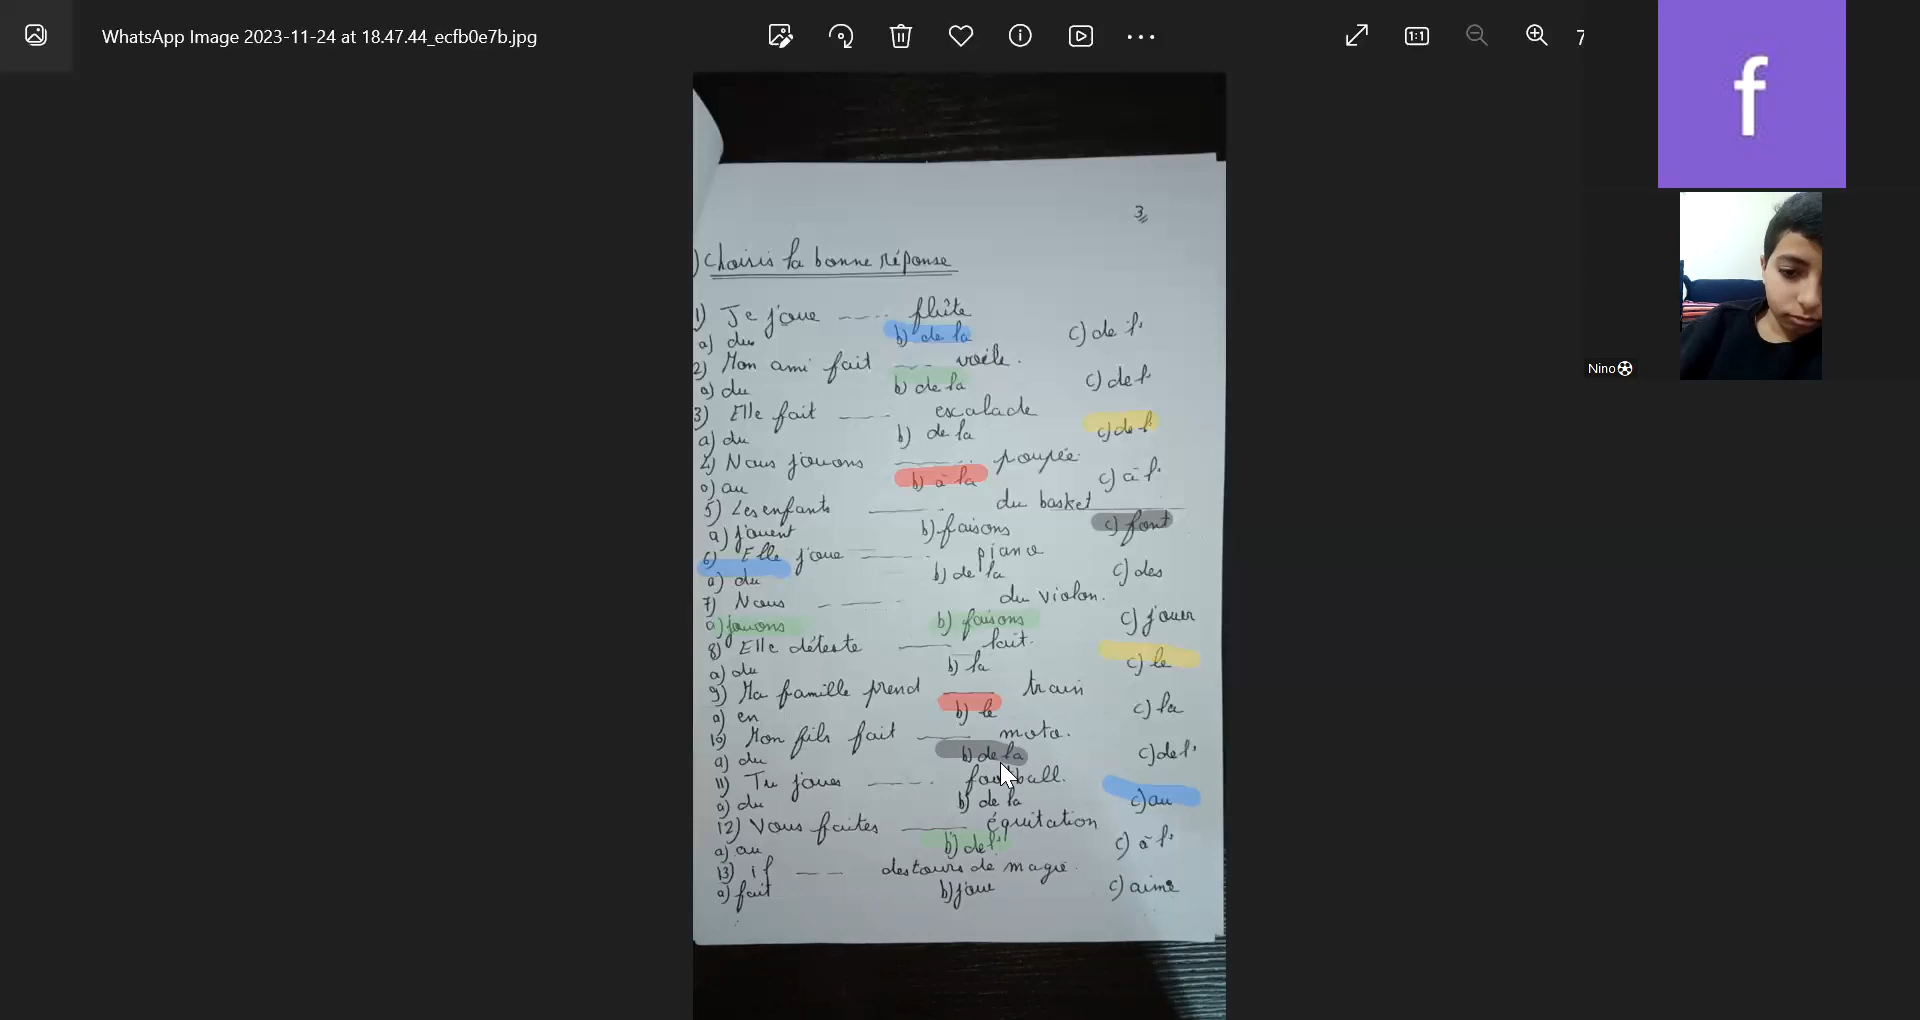 WhatsApp Image 2023-11-24 at 18.47.44_ecfb0e7b.jpg
1:1
7
f
Nino
3
) Choisis la bonne réponse
1) Je joue ---- flûte
a) du b) de la c) de l'
2) Mon ami fait ---- voile.
a) du b) de la c) de l'
3) Elle fait ---- escalade
a) du b) de la c) de l'
4) Nous jouons ---- poupée
a) au b) à la c) à l'
5) Les enfants ---- du basket
a) jouent b) faisons c) font
6) Elle joue ---- piano
a) du b) de la c) des
7) Nous ---- du violon.
a) jouons b) faisons c) jouer
8) Elle déteste ---- lait.
a) du b) la c) le
9) Ma famille prend ---- train
a) en b) le c) la
10) Mon fils fait ---- moto.
a) du b) de la c) de l'
11) Tu joues ---- football.
a) du b) de la c) au
12) Vous faites ---- équitation
a) au b) de l' c) à l'
13) il ---- des tours de magie.
a) fait b) joue c) aime